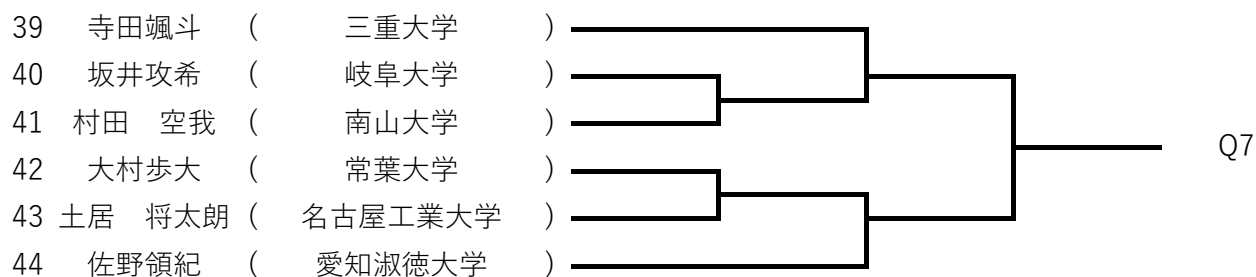 39 寺田颯斗 ( 三重大学 )
40 坂井攻希 ( 岐阜大学 )
41 村田 空我 ( 南山大学 )
Q7
42 大村歩大 ( 常葉大学 )
43 土居 将太朗 ( 名古屋工業大学 )
44 佐野領紀 ( 愛知淑徳大学 )